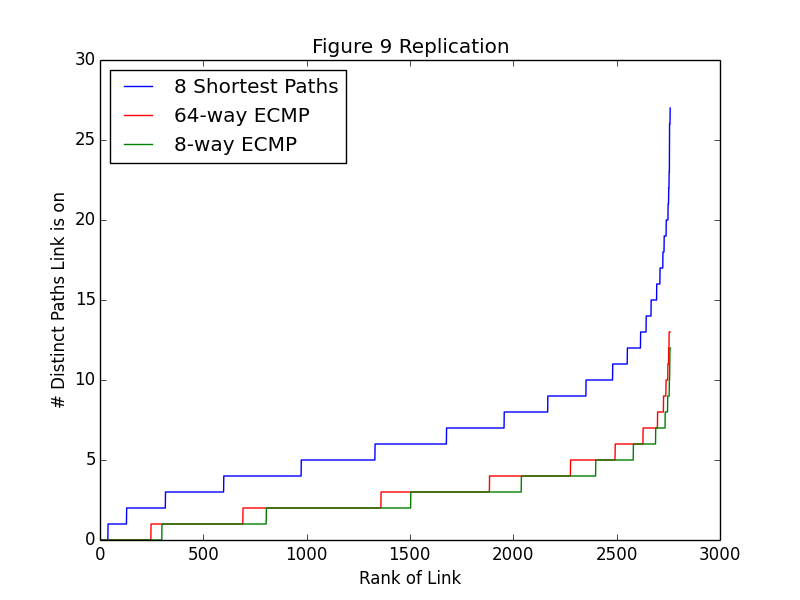 Figure 9 Replication
8 Shortest Paths
64-way ECMP
8-way ECMP
# Distinct Paths Link is on
30
25
20
15
10
5
0
0 500 1000 1500 2000 2500 3000
Rank of Link